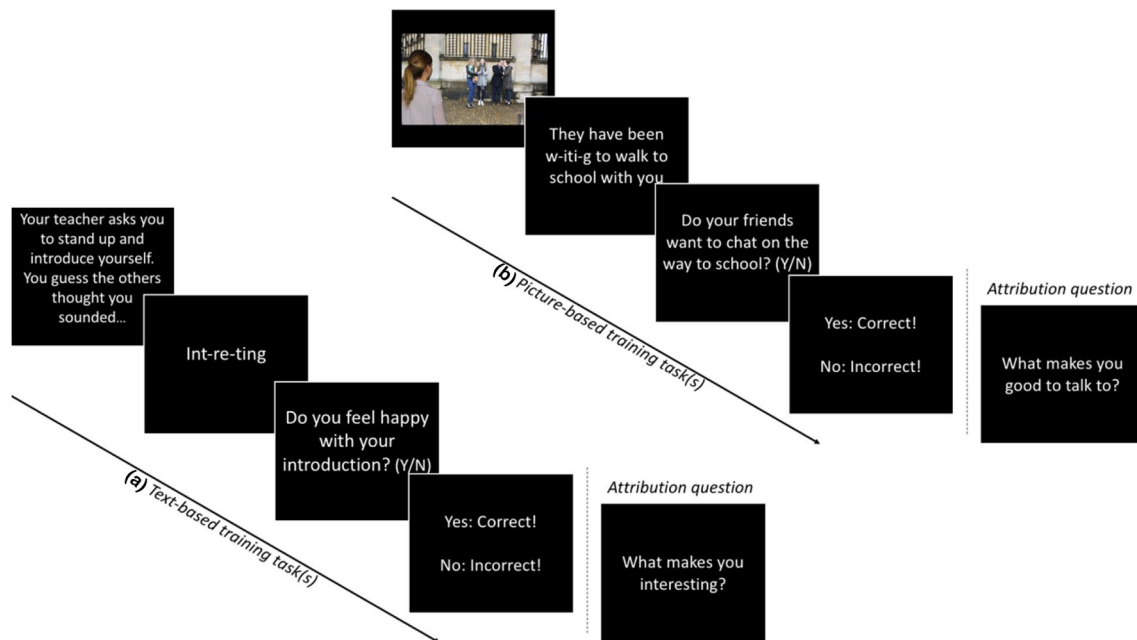 Your teacher asks you
to stand up and
introduce yourself.
You guess the others
thought you
sounded...
Int-re-ting
Do you feel happy
with your
introduction? (Y/N)
Yes: Correct!
No: Incorrect!
Attribution question
What makes you
interesting?
(a) Text-based training task(s)
They have been
w-iti-g to walk to
school with you
Do your friends
want to chat on the
way to school? (Y/N)
Yes: Correct!
No: Incorrect!
Attribution question
What makes you
good to talk to?
(b) Picture-based training task(s)